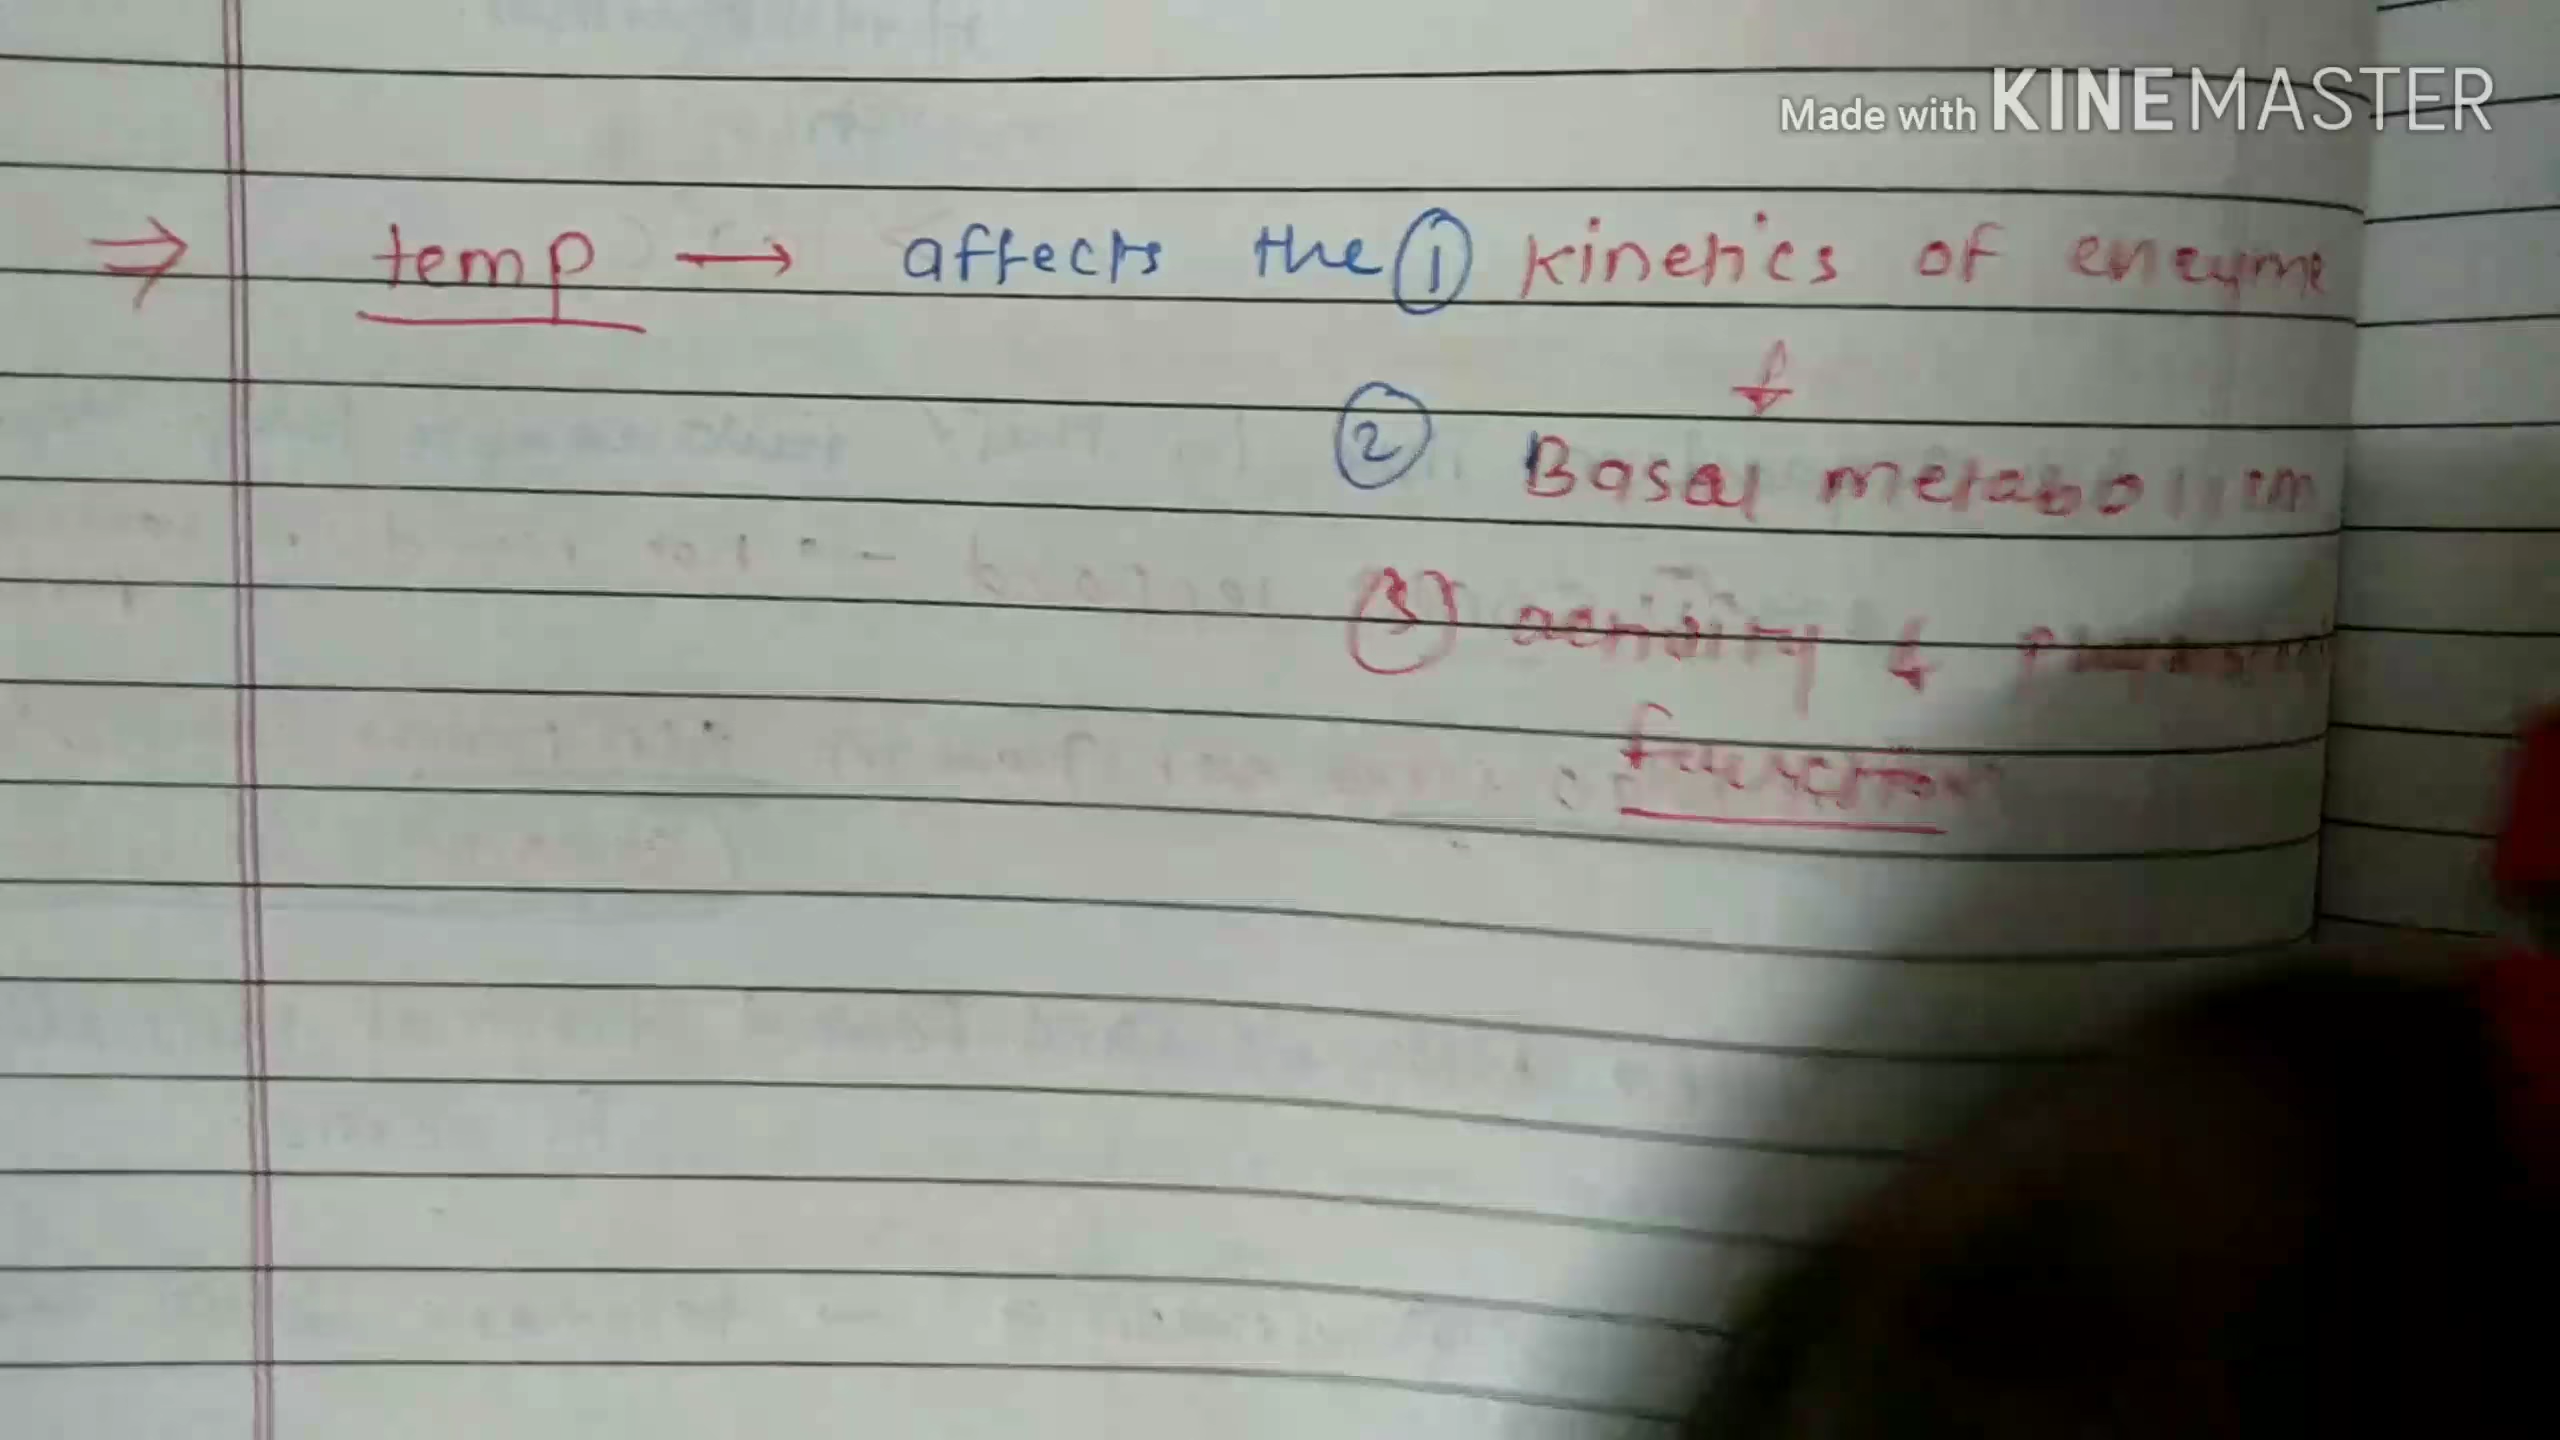 Made with KINEMASTER
⇒ temp → affects the ① kinetics of enzyme
&
② Basal metabolism
③ activity &
function